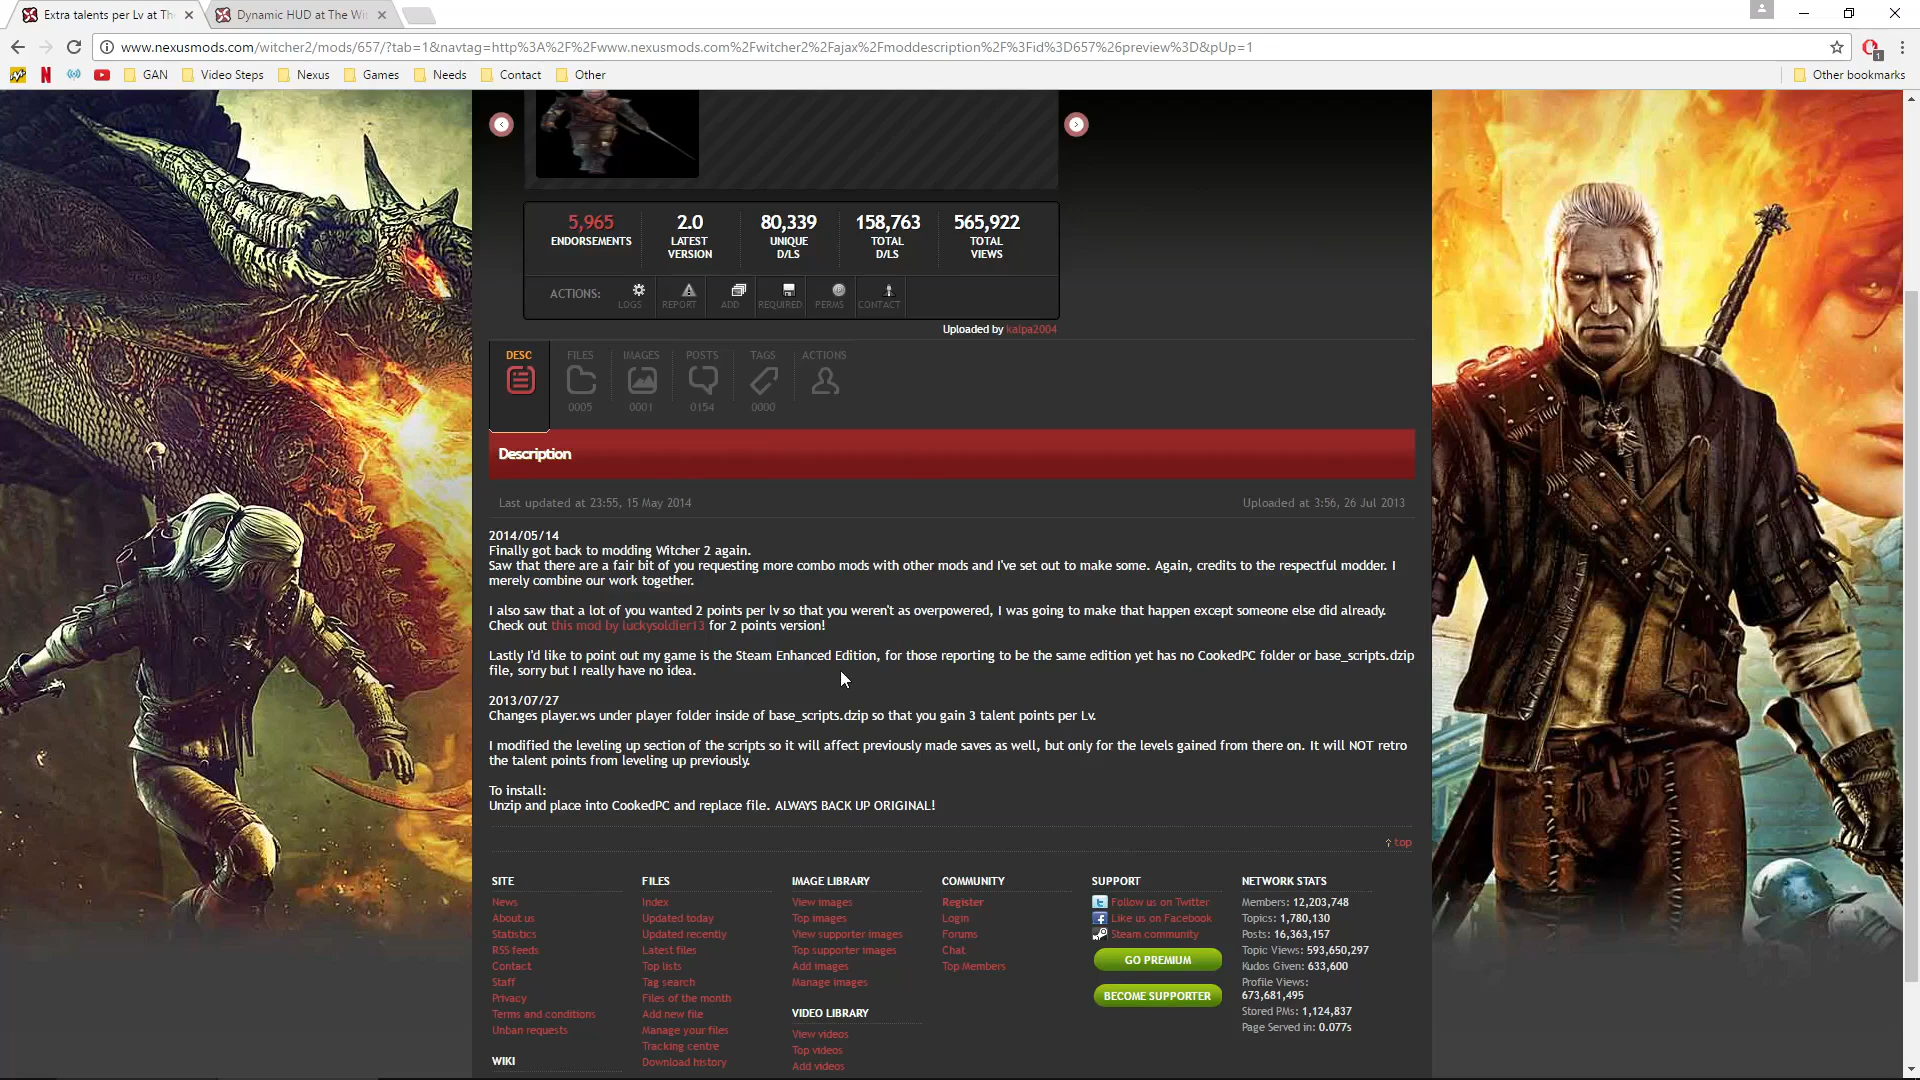 Extra talents per Lv at Th
Dynamic HUD at The Wi
www.nexusmods.com/witcher2/mods/657/?tab=1&navtag=http%3A%2F%2Fwww.nexusmods.com%2Fwitcher2%2Fajax%2Fmoddescription%2F%3Fid%3D657%26preview%3D&pUp=1
1
GAN Video Steps Nexus Games Needs Contact Other Other bookmarks
5,965 2.0 80,339 158,763 565,922
ENDORSEMENTS LATEST UNIQUE TOTAL TOTAL
VERSION D/LS D/LS VIEWS
ACTIONS: LOGS REPORT ADD REQUIRED PERMS CONTACT
Uploaded by kalpa2004
DESC FILES IMAGES POSTS TAGS ACTIONS
0005 0001 0154 0000
Description
Last updated at 23:55, 15 May 2014 Uploaded at 3:56, 26 Jul 2013
2014/05/14
Finally got back to modding Witcher 2 again.
Saw that there are a fair bit of you requesting more combo mods with other mods and I've set out to make some. Again, credits to the respectful modder. I
merely combine our work together.
I also saw that a lot of you wanted 2 points per lv so that you weren't as overpowered, I was going to make that happen except someone else did already.
Check out this mod by luckysoldier13 for 2 points version!
Lastly I'd like to point out my game is the Steam Enhanced Edition, for those reporting to be the same edition yet has no CookedPC folder or base_scripts.dzip
file, sorry but I really have no idea.
2013/07/27
Changes player.ws under player folder inside of base_scripts.dzip so that you gain 3 talent points per Lv.
I modified the leveling up section of the scripts so it will affect previously made saves as well, but only for the levels gained from there on. It will NOT retro
the talent points from leveling up previously.
To install:
Unzip and place into CookedPC and replace file. ALWAYS BACK UP ORIGINAL!
top
SITE
News
About us
Statistics
RSS feeds
Contact
Staff
Privacy
Terms and conditions
Unban requests
WIKI
FILES
Index
Updated today
Updated recently
Latest files
Top lists
Tag search
Files of the month
Add new file
Manage your files
Tracking centre
Download history
IMAGE LIBRARY
View images
Top images
View supporter images
Top supporter images
Add images
Manage images
VIDEO LIBRARY
View videos
Top videos
Add videos
COMMUNITY
Register
Login
Forums
Chat
Top Members
SUPPORT
Follow us on Twitter
Like us on Facebook
Steam community
GO PREMIUM
BECOME SUPPORTER
NETWORK STATS
Members: 12,203,748
Topics: 1,780,130
Posts: 16,363,157
Topic Views: 593,650,297
Kudos Given: 633,600
Profile Views:
673,681,495
Stored PMs: 1,124,837
Page Served in: 0.077s